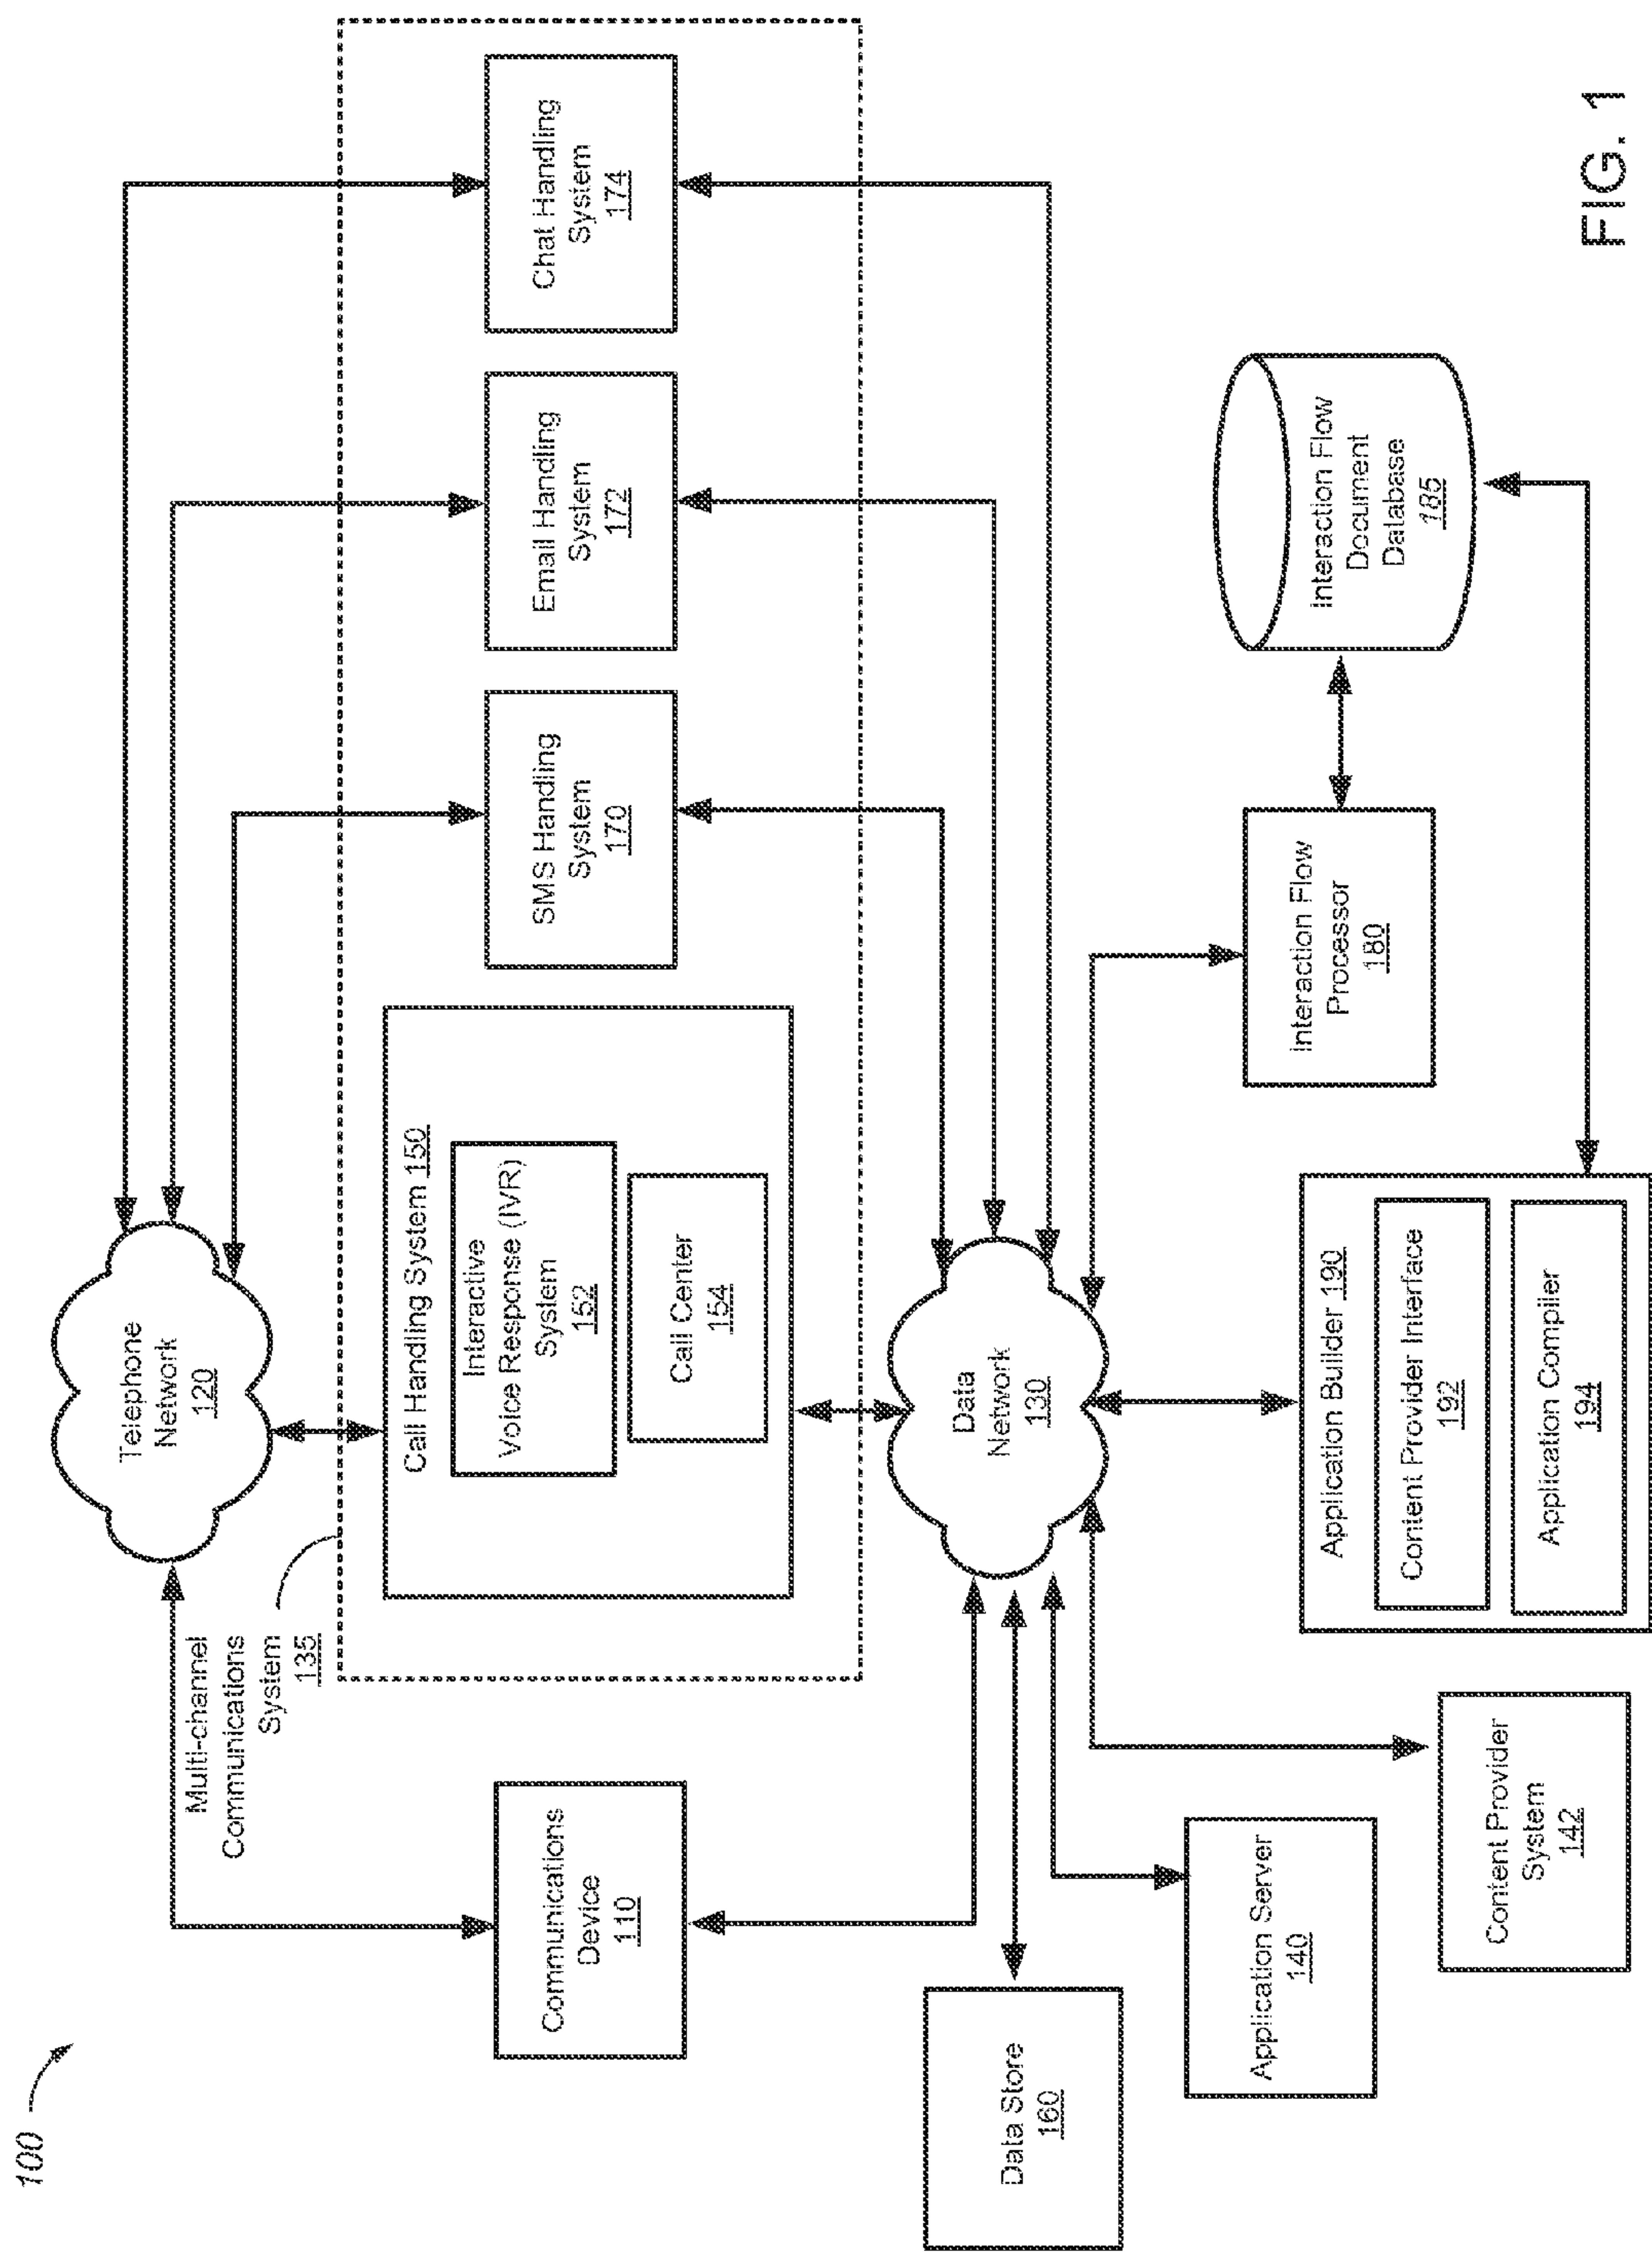 100
Telephone
Network
120
Multi-channel
Communications
System
135
Call Handling System 150
Interactive
Voice Response (IVR)
System
152
Call Center
154
SMS Handling
System
170
Email Handling
System
172
Chat Handling
System
174
Communications
Device
110
Data
Network
130
Data Store
160
Application Server
140
Content Provider
System
142
Application Builder 190
Content Provider Interface
192
Application Compiler
194
Interaction Flow
Processor
180
Interaction Flow
Document
Database
185
FIG. 1